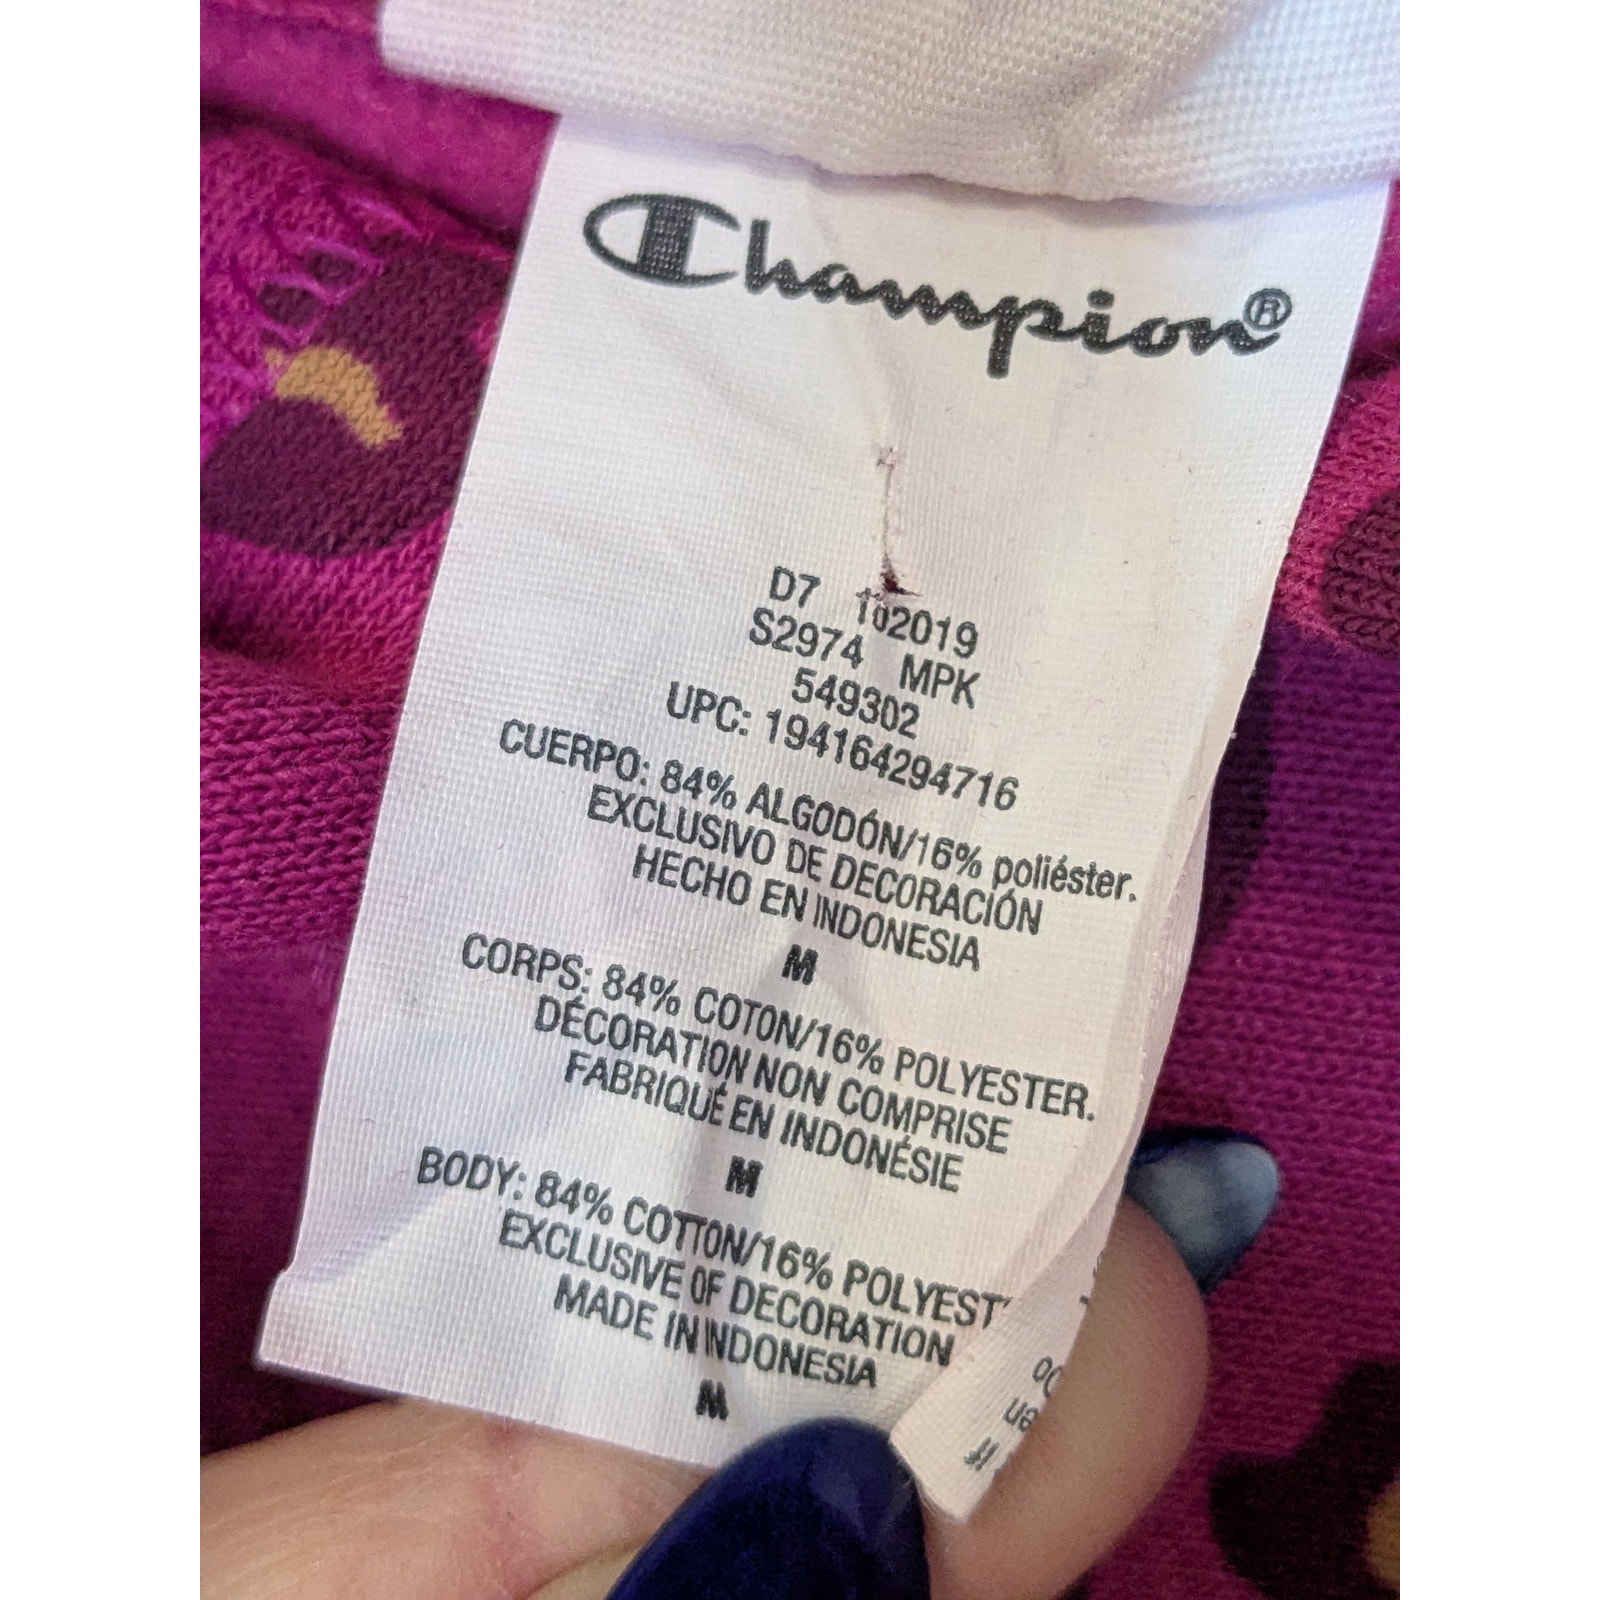 Champion®
D7 102019
S2974 MPK
549302
UPC: 194164294716
CUERPO: 84% ALGODÓN/16% poliéster.
EXCLUSIVO DE DECORACIÓN
HECHO EN INDONESIA
M
CORPS: 84% COTON/16% POLYESTER.
DÉCORATION NON COMPRISE
FABRIQUÉ EN INDONÉSIE
M
BODY: 84% COTTON/16% POLYEST
EXCLUSIVE OF DECORATION
MADE IN INDONESIA
M